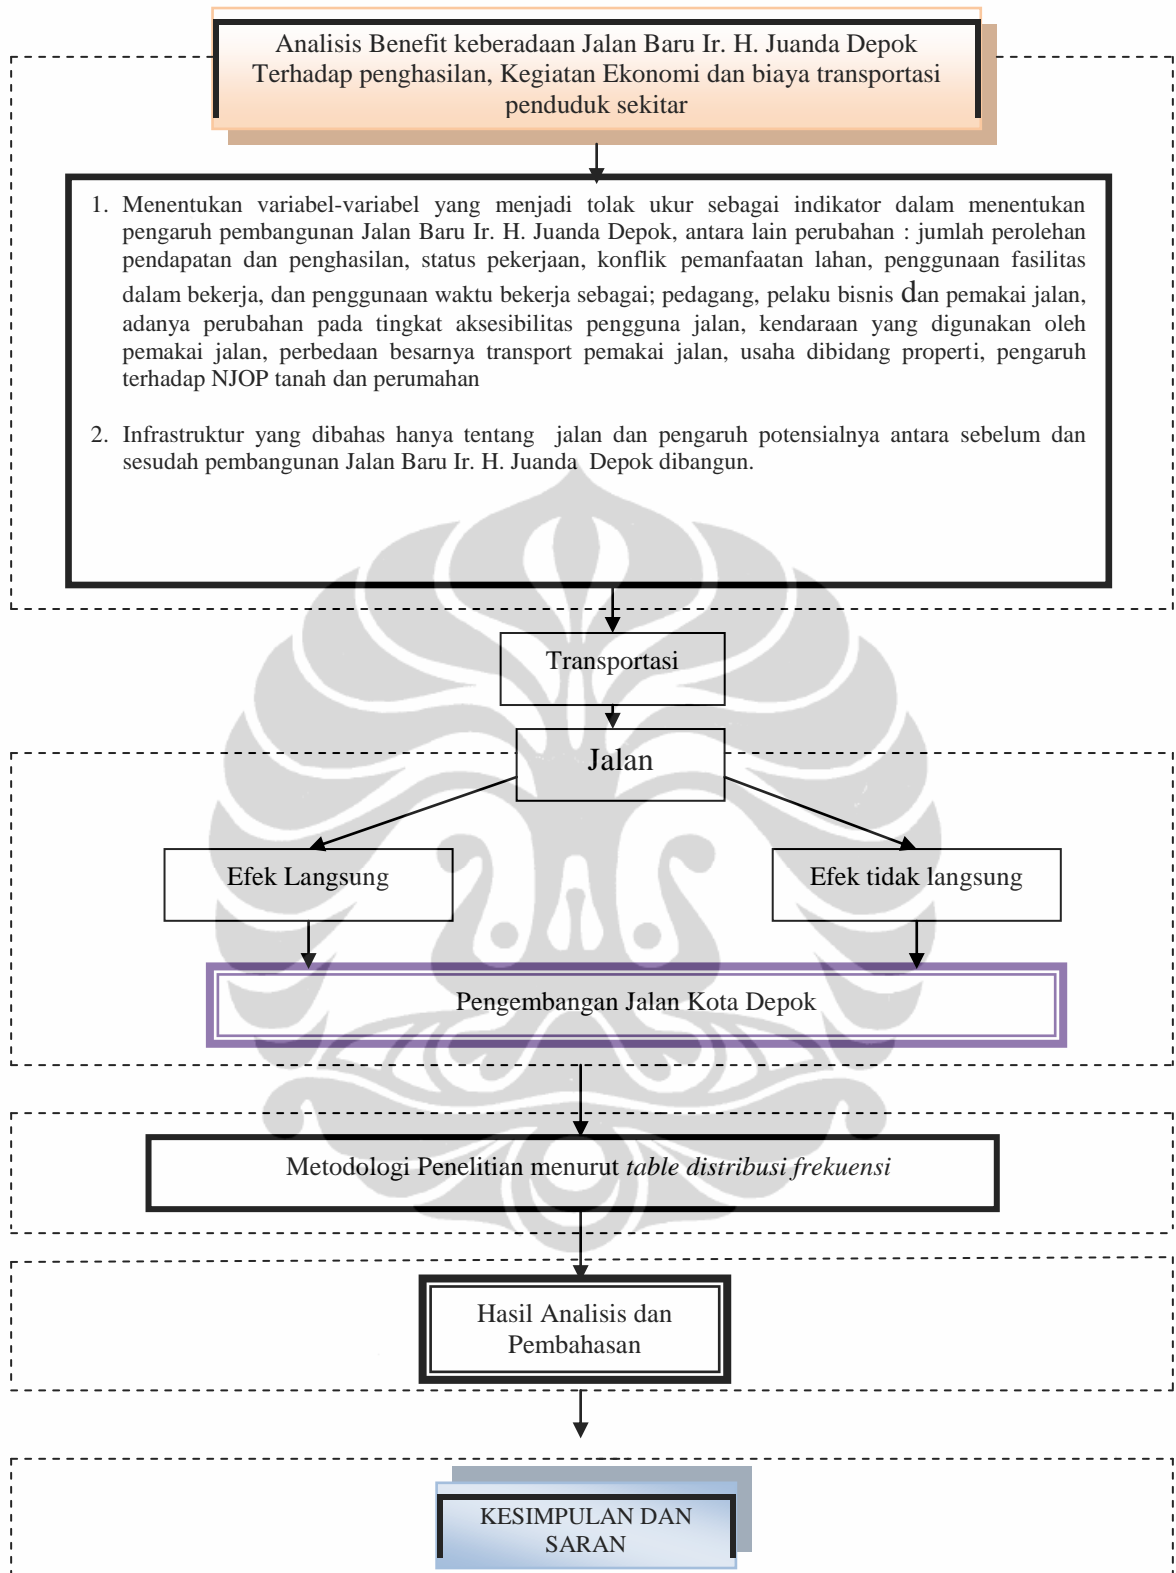 Analisis Benefit keberadaan Jalan Baru Ir. H. Juanda Depok
Terhadap penghasilan, Kegiatan Ekonomi dan biaya transportasi
penduduk sekitar
1. Menentukan variabel-variabel yang menjadi tolak ukur sebagai indikator dalam menentukan
pengaruh pembangunan Jalan Baru Ir. H. Juanda Depok, antara lain perubahan : jumlah perolehan
pendapatan dan penghasilan, status pekerjaan, konflik pemanfaatan lahan, penggunaan fasilitas
dalam bekerja, dan penggunaan waktu bekerja sebagai; pedagang, pelaku bisnis dan pemakai jalan,
adanya perubahan pada tingkat aksesibilitas pengguna jalan, kendaraan yang digunakan oleh
pemakai jalan, perbedaan besarnya transport pemakai jalan, usaha dibidang properti, pengaruh
terhadap NJOP tanah dan perumahan
2. Infrastruktur yang dibahas hanya tentang jalan dan pengaruh potensialnya antara sebelum dan
sesudah pembangunan Jalan Baru Ir. H. Juanda Depok dibangun.
Transportasi
Jalan
Efek Langsung
Efek tidak langsung
Pengembangan Jalan Kota Depok
Metodologi Penelitian menurut table distribusi frekuensi
Hasil Analisis dan
Pembahasan
KESIMPULAN DAN
SARAN